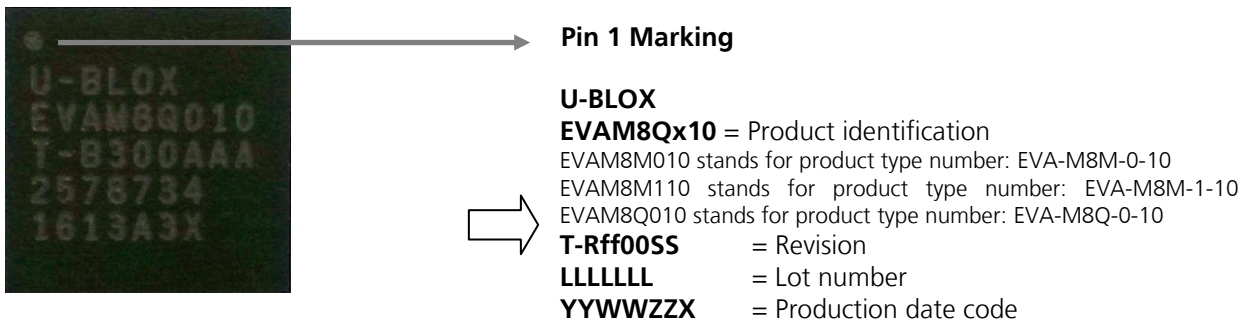 U-BLOX
EVAM8Q010
T-B300AAA
2578734
1613A3X
Pin 1 Marking
U-BLOX
EVAM8Qx10 = Product identification
EVAM8M010 stands for product type number: EVA-M8M-0-10
EVAM8M110 stands for product type number: EVA-M8M-1-10
EVAM8Q010 stands for product type number: EVA-M8Q-0-10
T-Rff00SS = Revision
LLLLLLL = Lot number
YYWWZZX = Production date code